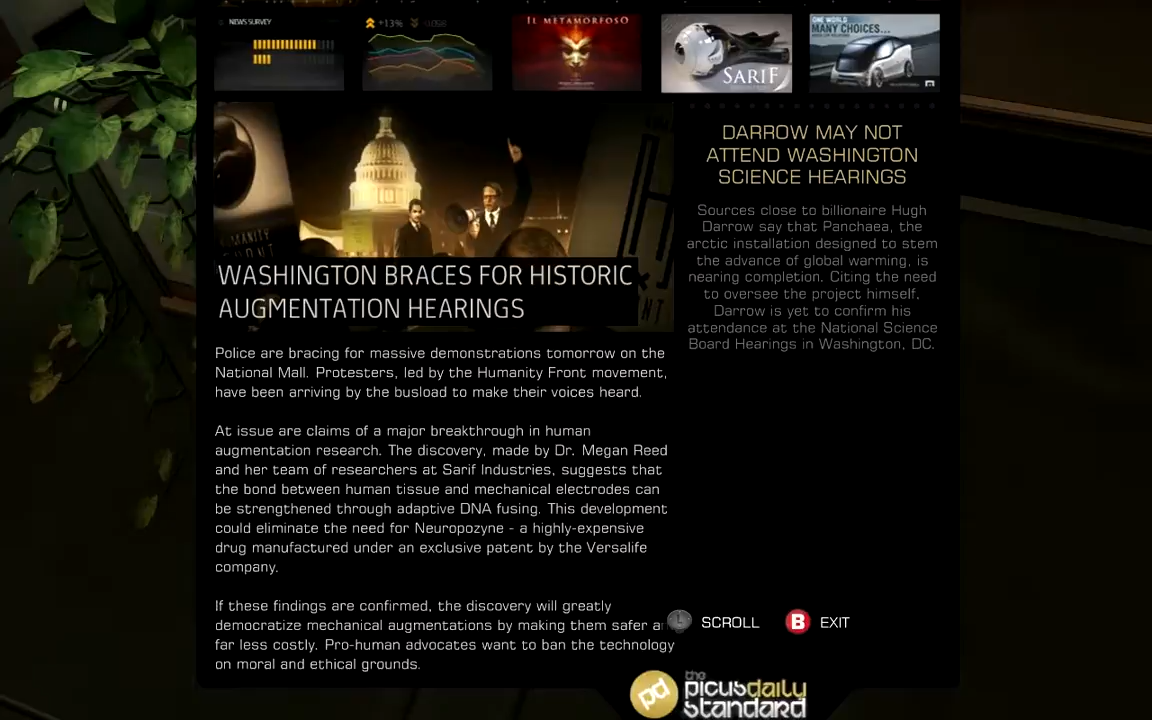 NEWS SURVEY
+13%
IL METAMORFOSO
SARIF
ONE WORLD
MANY CHOICES...
HUMANITY
FRONT
WASHINGTON BRACES FOR HISTORIC
AUGMENTATION HEARINGS
Police are bracing for massive demonstrations tomorrow on the
National Mall. Protesters, led by the Humanity Front movement,
have been arriving by the busload to make their voices heard.
At issue are claims of a major breakthrough in human
augmentation research. The discovery, made by Dr. Megan Reed
and her team of researchers at Sarif Industries, suggests that
the bond between human tissue and mechanical electrodes can
be strengthened through adaptive DNA fusing. This development
could eliminate the need for Neuropozyne - a highly-expensive
drug manufactured under an exclusive patent by the Versalife
company.
If these findings are confirmed, the discovery will greatly
democratize mechanical augmentations by making them safer
far less costly. Pro-human advocates want to ban the technology
on moral and ethical grounds.
DARROW MAY NOT
ATTEND WASHINGTON
SCIENCE HEARINGS
Sources close to billionaire Hugh
Darrow say that Panchaea, the
arctic installation designed to stem
the advance of global warming, is
nearing completion. Citing the need
to oversee the project himself,
Darrow is yet to confirm his
attendance at the National Science
Board Hearings in Washington, DC.
L SCROLL B EXIT
pd the
picusdaily
standard